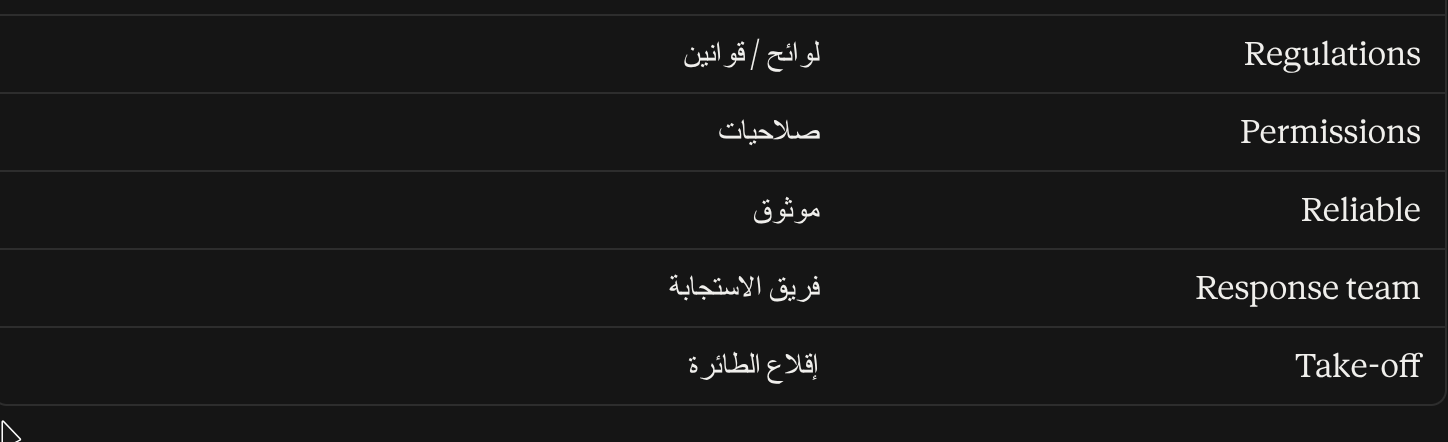 Regulations لوائح / قوانين
Permissions صلاحيات
Reliable موثوق
Response team فريق الاستجابة
Take-off إقلاع الطائرة